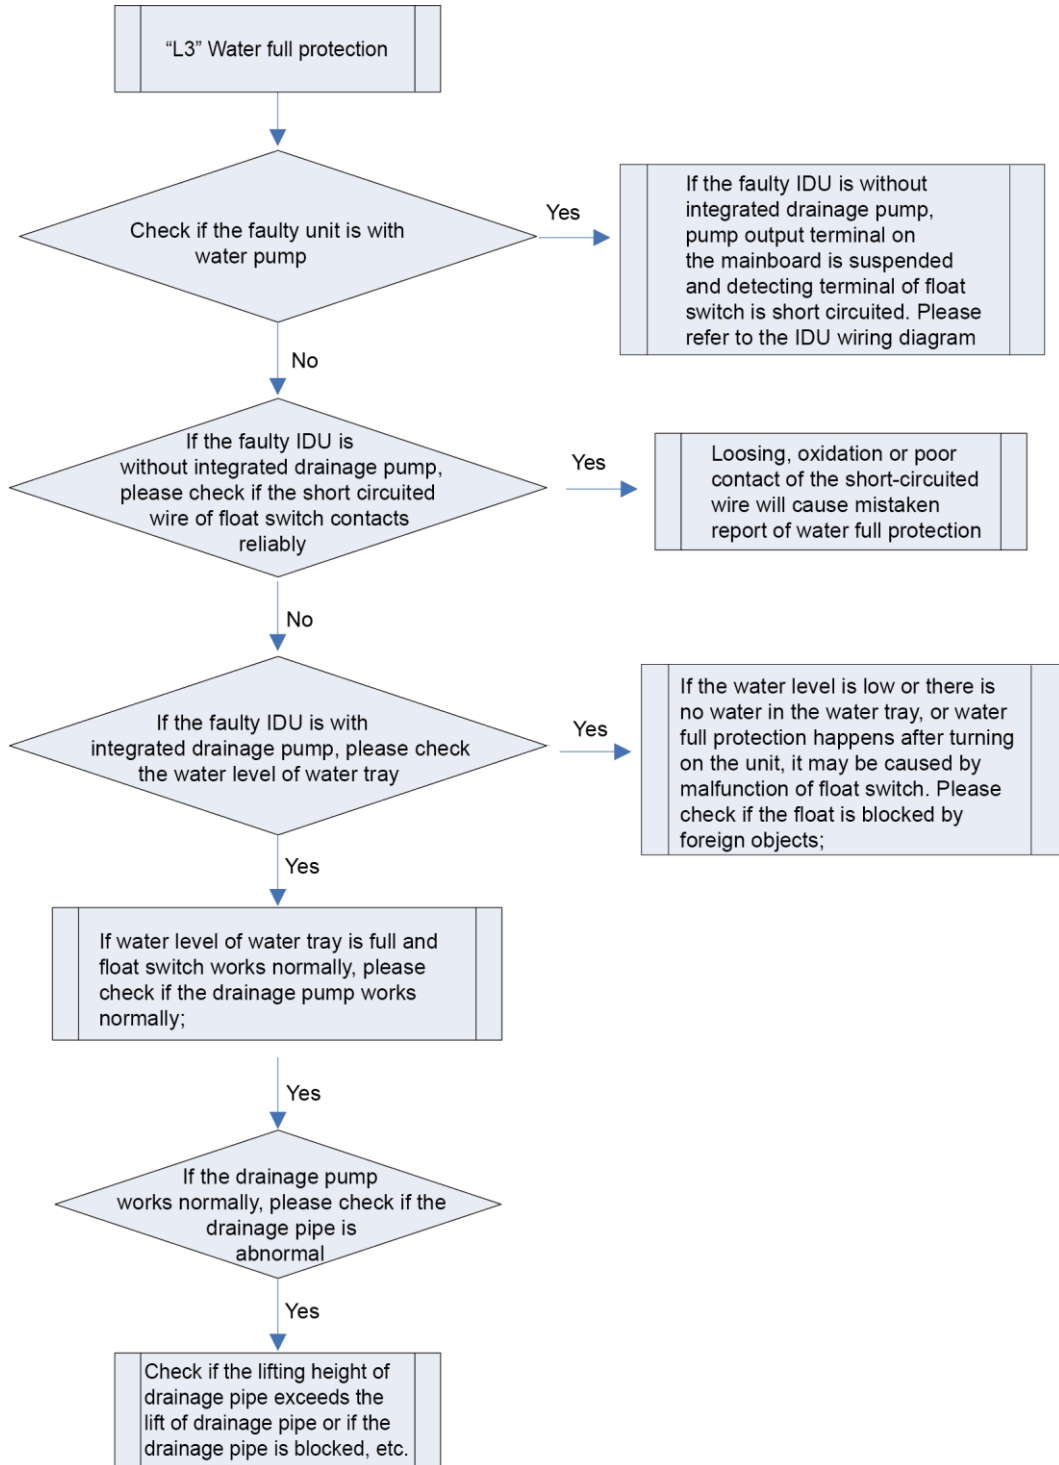 “L3” Water full protection
Check if the faulty unit is with
water pump
Yes
If the faulty IDU is without
integrated drainage pump,
pump output terminal on
the mainboard is suspended
and detecting terminal of float
switch is short circuited. Please
refer to the IDU wiring diagram
No
If the faulty IDU is
without integrated drainage pump,
please check if the short circuited
wire of float switch contacts
reliably
Yes
Loosing, oxidation or poor
contact of the short-circuited
wire will cause mistaken
report of water full protection
No
If the faulty IDU is with
integrated drainage pump, please check
the water level of water tray
Yes
If the water level is low or there is
no water in the water tray, or water
full protection happens after turning
on the unit, it may be caused by
malfunction of float switch. Please
check if the float is blocked by
foreign objects;
Yes
If water level of water tray is full and
float switch works normally, please
check if the drainage pump works
normally;
Yes
If the drainage pump
works normally, please check if the
drainage pipe is
abnormal
Yes
Check if the lifting height of
drainage pipe exceeds the
lift of drainage pipe or if the
drainage pipe is blocked, etc.